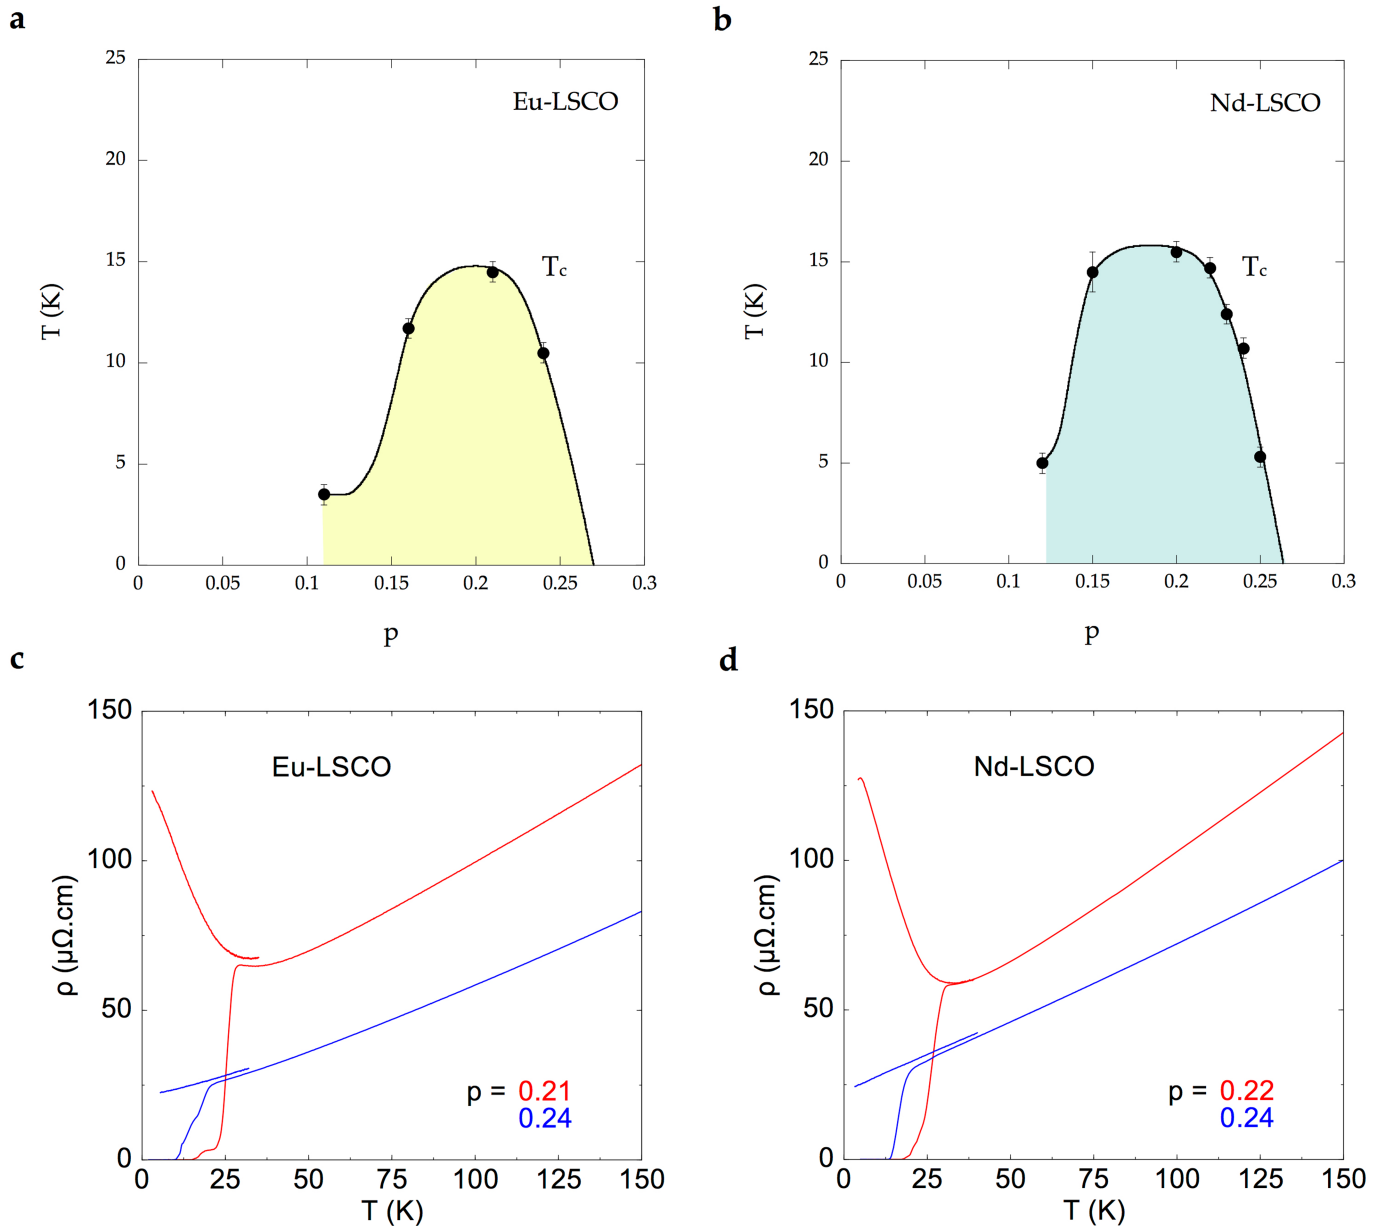 a
25
20
15
10
5
0
T (K)
Eu-LSCO
Tc
0 0.05 0.1 0.15 0.2 0.25 0.3
p
b
25
20
15
10
5
0
T (K)
Nd-LSCO
Tc
0 0.05 0.1 0.15 0.2 0.25 0.3
p
c
150
100
50
0
ρ (μΩ.cm)
Eu-LSCO
p = 0.21
0.24
0 25 50 75 100 125 150
T (K)
d
150
100
50
0
ρ (μΩ.cm)
Nd-LSCO
p = 0.22
0.24
0 25 50 75 100 125 150
T (K)